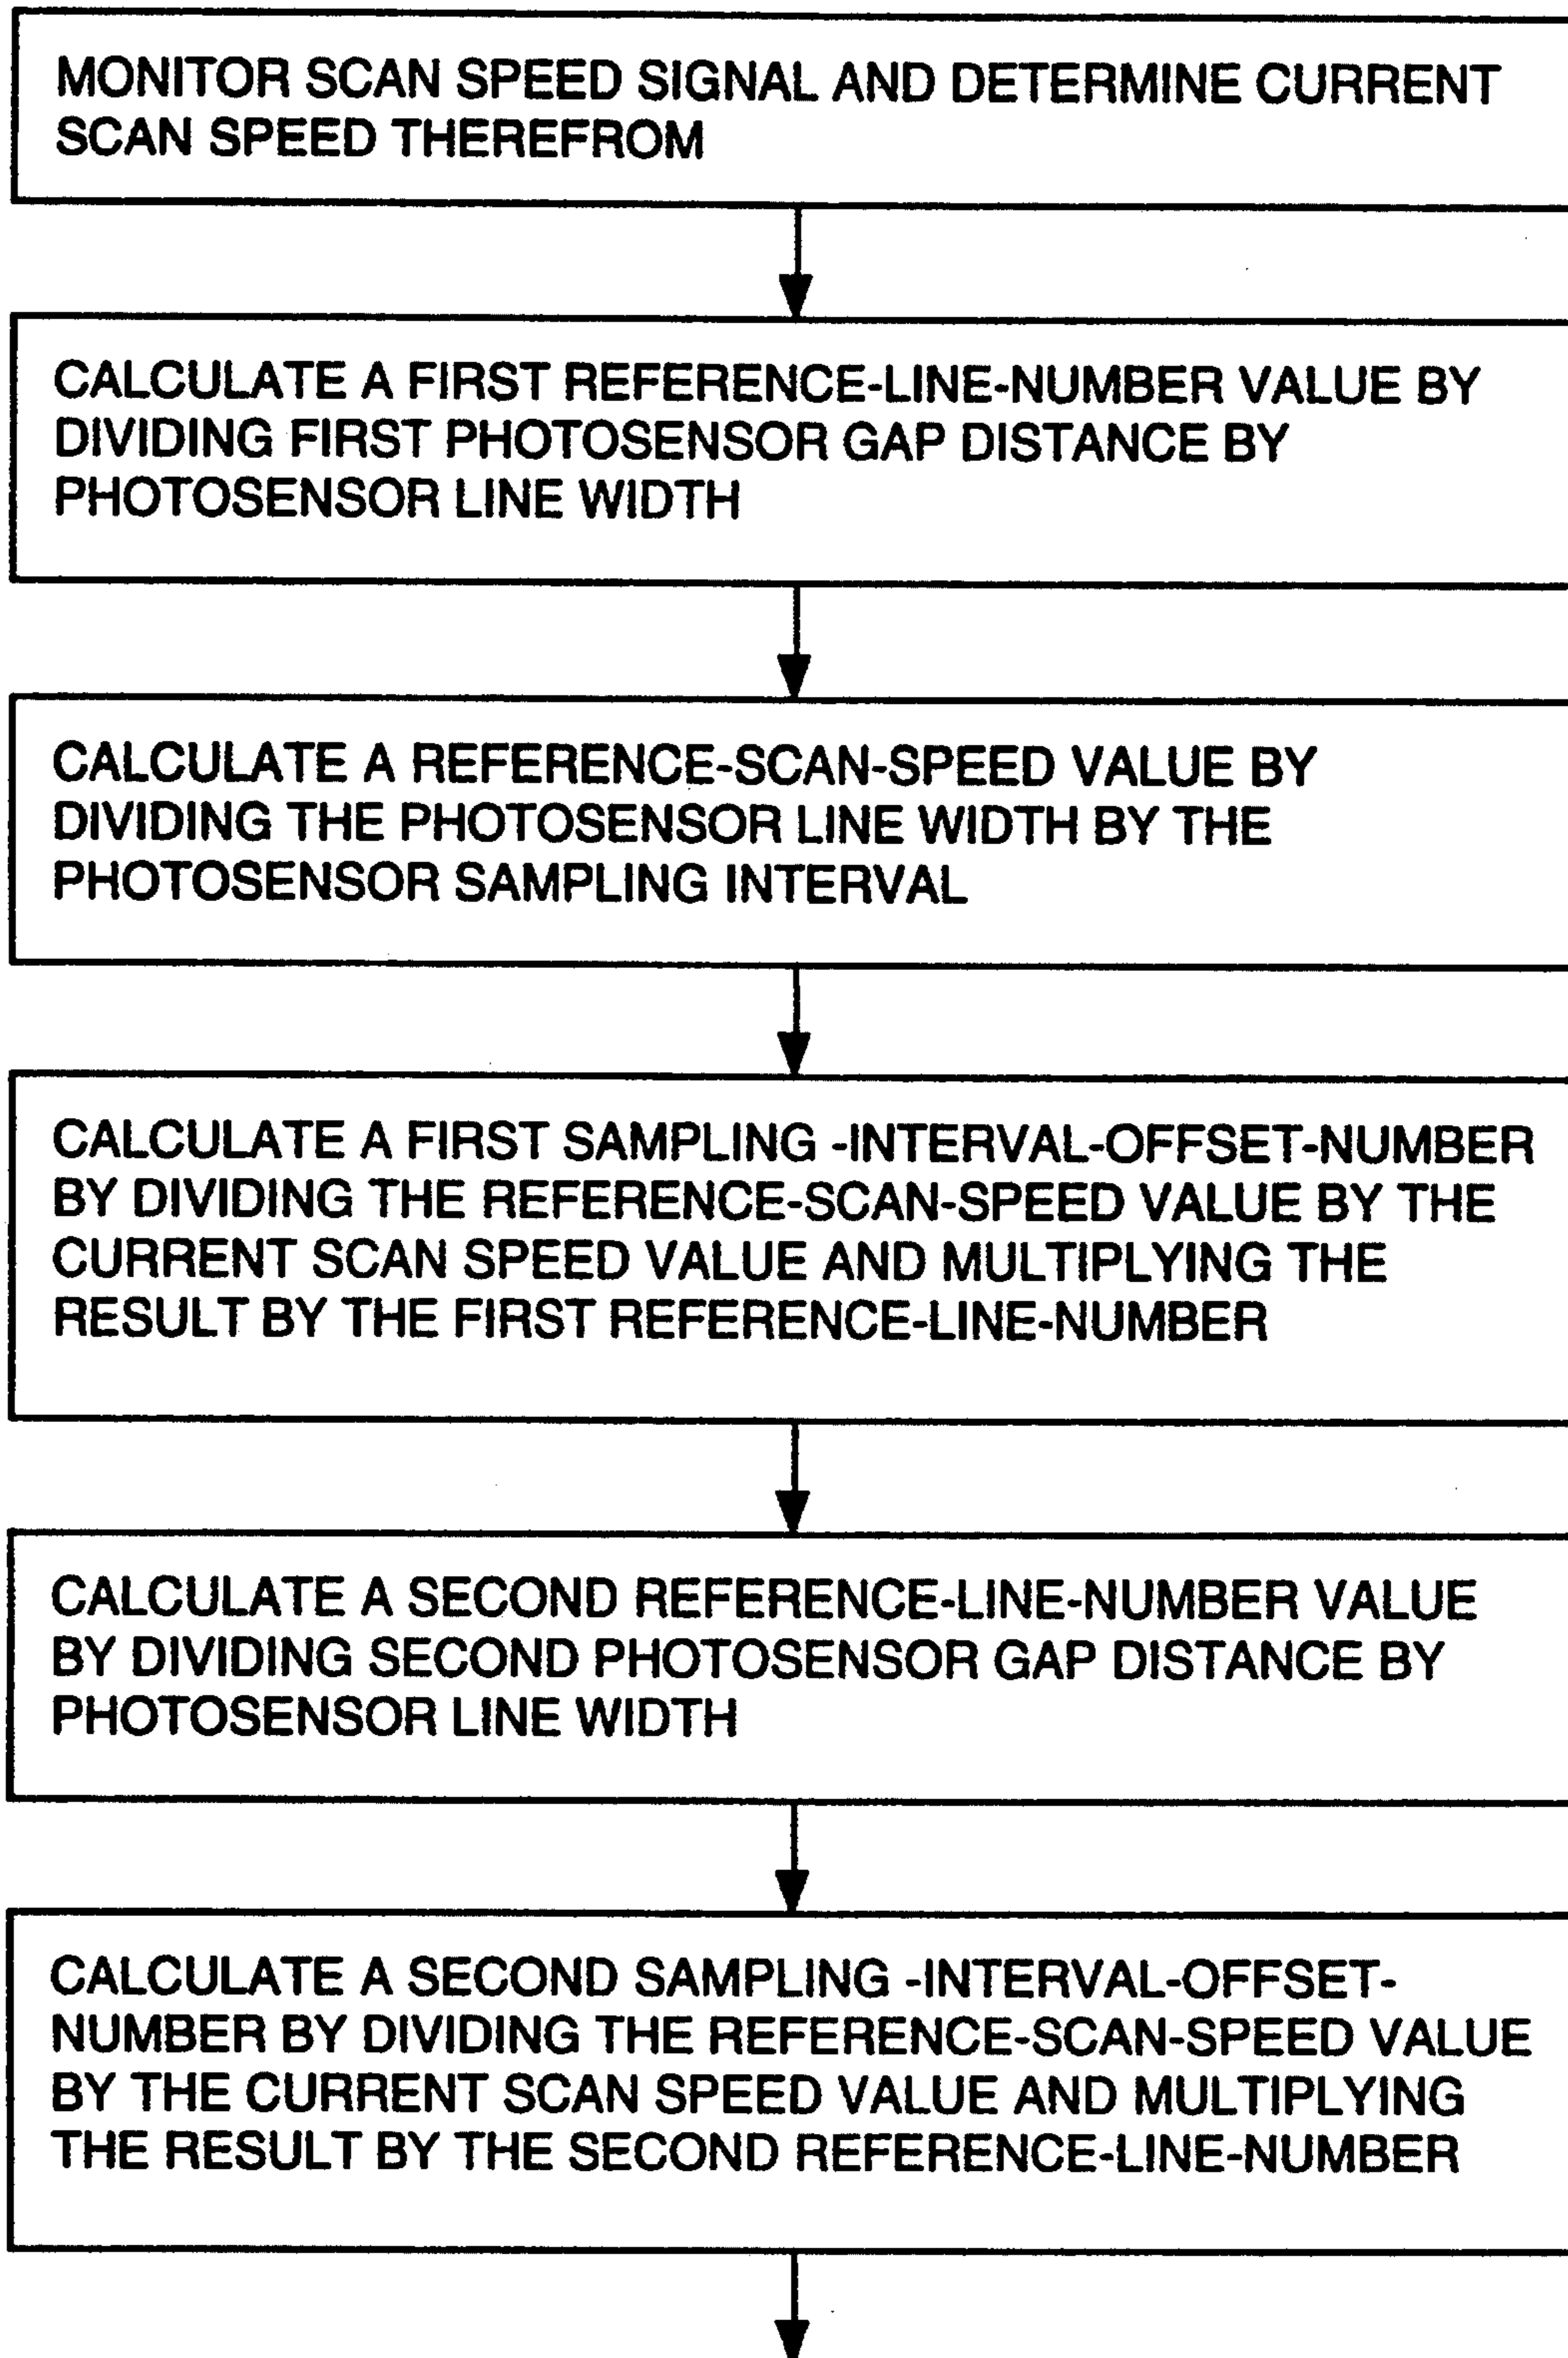 MONITOR SCAN SPEED SIGNAL AND DETERMINE CURRENT
SCAN SPEED THEREFROM
CALCULATE A FIRST REFERENCE-LINE-NUMBER VALUE BY
DIVIDING FIRST PHOTOSENSOR GAP DISTANCE BY
PHOTOSENSOR LINE WIDTH
CALCULATE A REFERENCE-SCAN-SPEED VALUE BY
DIVIDING THE PHOTOSENSOR LINE WIDTH BY THE
PHOTOSENSOR SAMPLING INTERVAL
CALCULATE A FIRST SAMPLING -INTERVAL-OFFSET-NUMBER
BY DIVIDING THE REFERENCE-SCAN-SPEED VALUE BY THE
CURRENT SCAN SPEED VALUE AND MULTIPLYING THE
RESULT BY THE FIRST REFERENCE-LINE-NUMBER
CALCULATE A SECOND REFERENCE-LINE-NUMBER VALUE
BY DIVIDING SECOND PHOTOSENSOR GAP DISTANCE BY
PHOTOSENSOR LINE WIDTH
CALCULATE A SECOND SAMPLING -INTERVAL-OFFSET-
NUMBER BY DIVIDING THE REFERENCE-SCAN-SPEED VALUE
BY THE CURRENT SCAN SPEED VALUE AND MULTIPLYING
THE RESULT BY THE SECOND REFERENCE-LINE-NUMBER